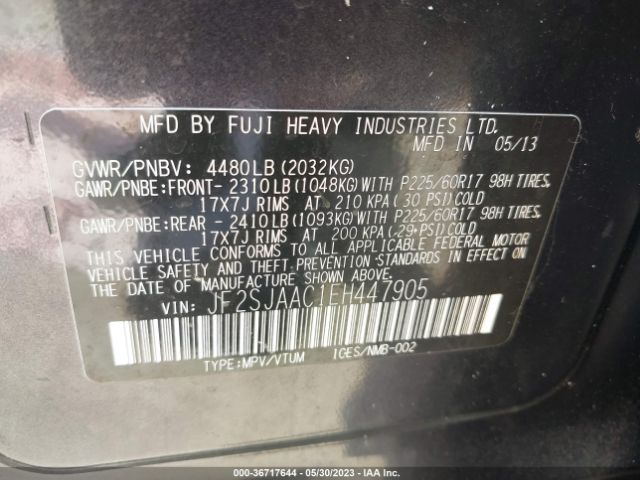 MFD BY FUJI HEAVY INDUSTRIES LTD.
MFD IN 05/13
GVWR/PNBV: 4480LB(2032KG)
GAWR/PNBE:FRONT- 2310LB(1048KG)WITH P225/60R17 98H TIRES,
17X7J RIMS AT 210 KPA( 30 PSI)COLD
GAWR/PNBE:REAR - 2410LB(1093KG)WITH P225/60R17 98H TIRES,
17X7J RIMS AT 200 KPA( 29 PSI)COLD
THIS VEHICLE CONFORMS TO ALL APPLICABLE FEDERAL MOTOR
VEHICLE SAFETY AND THEFT PREVENTION STANDARDS IN EFFECT ON
THE DATE OF MANUFACTURE SHOWN ABOVE.
VIN: JF2SJAAC1EH447905
TYPE:MPV/VTUM ICES/NMB-002
000-36717644 - 05/30/2023 - IAA Inc.